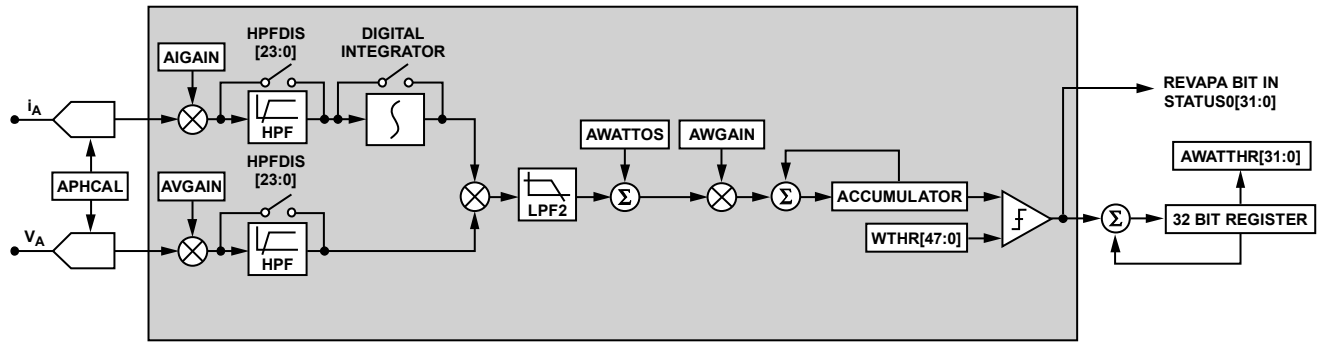 HPFDIS
[23:0]
DIGITAL
INTEGRATOR
AIGAIN
iA
HPF
REVAPA BIT IN
STATUS0[31:0]
APHCAL
AVGAIN
HPFDIS
[23:0]
AWATTOS
AWGAIN
AWATTHR[31:0]
LPF2
Σ
Σ
ACCUMULATOR
Σ
32 BIT REGISTER
VA
HPF
WTHR[47:0]